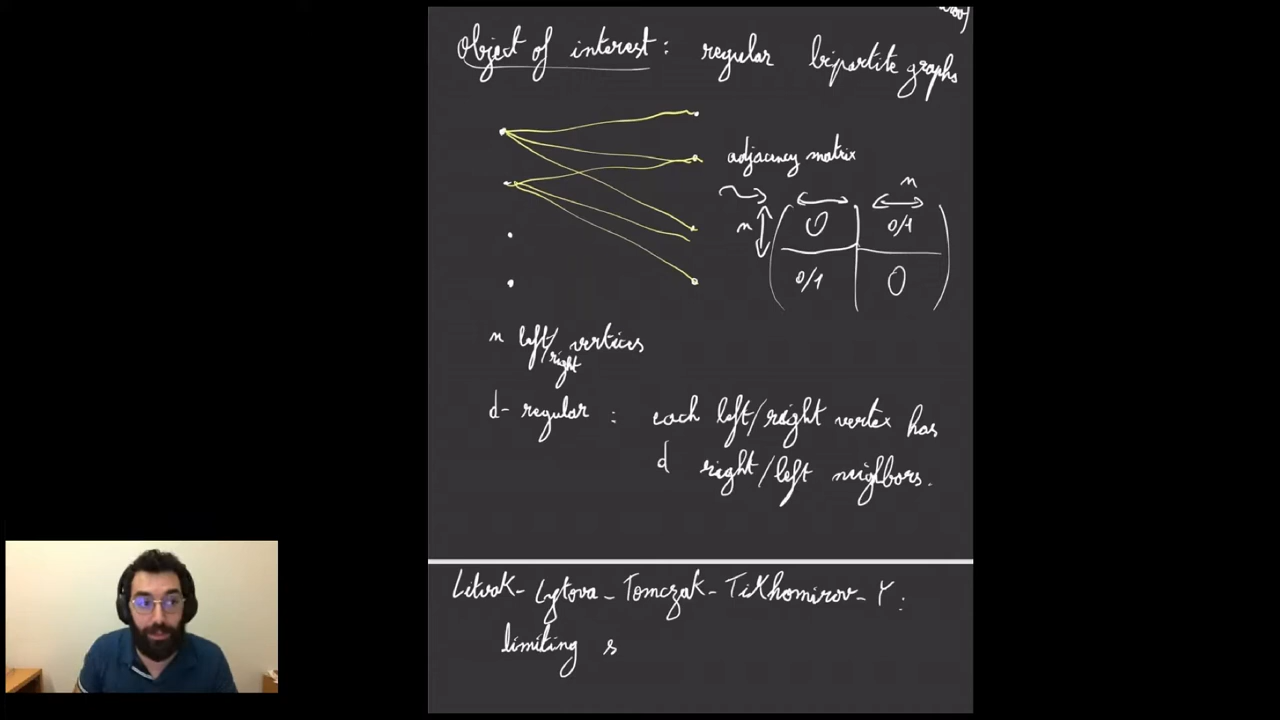 Object of interest : regular bipartite graphs
adjacency matrix
n
n
0 0/1
0/1 0
n left/right vertices
d-regular : each left/right vertex has
d right/left neighbors.
Litvak-Lytova-Tomczak-Tikhomirov-Y:
limiting s